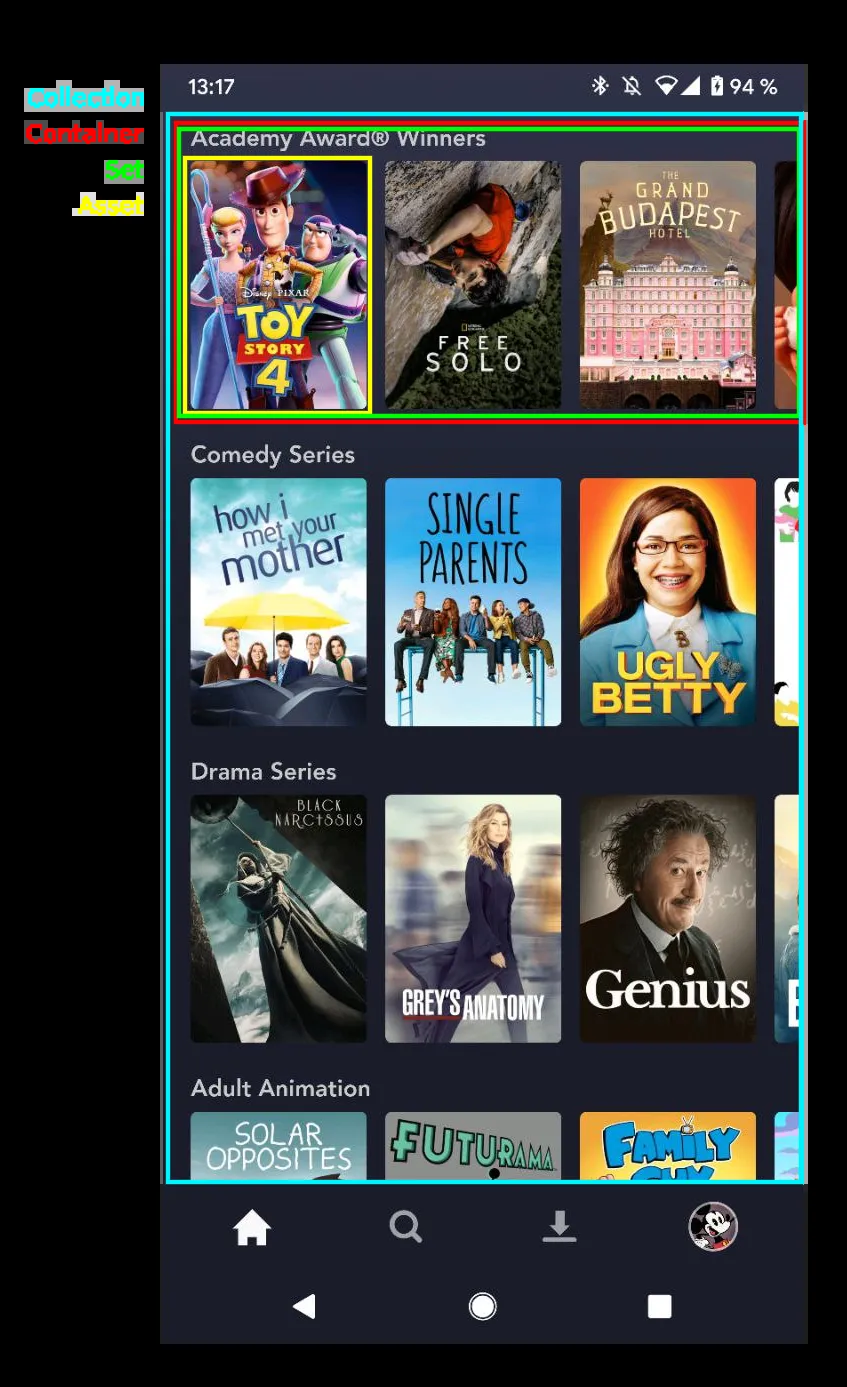 13:17
94 %
Collection
Container
Set
Asset
Academy Award® Winners
Disney PIXAR
TOY
STORY
4
FREE
SOLO
THE
GRAND
BUDAPEST
HOTEL
Comedy Series
how i
met your
mother
SINGLE
PARENTS
B
UGLY
BETTY
Drama Series
BLACK
NARCISSUS
GREY'S ANATOMY
Genius
Adult Animation
SOLAR
OPPOSITES
FUTURAMA
FAMILY
GUY